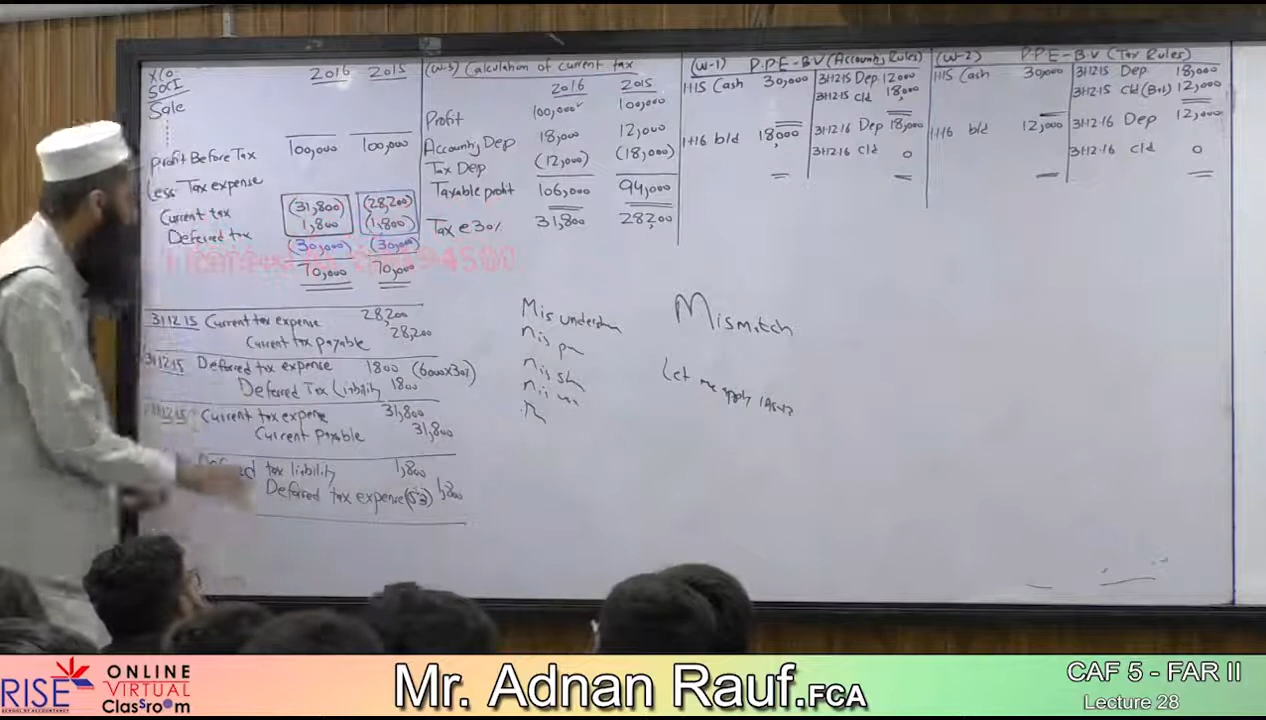 XCo.
SOCI
2016 2015
Sale
Profit Before Tax 100,000 100,000
Less Tax expense
Current tax (31,800) (28,200)
Deferred tax 1,800 (1,800)
(30,000) (30,000)
70,000 70,000
(W-3) Calculation of current tax
2016 2015
Profit 100,000 100,000
Accounting Dep 18,000 12,000
Tax Dep (12,000) (18,000)
Taxable profit 106,000 94,000
Tax @ 30% 31,800 28,200
(W-1) P.P.E - B.V (Accounting Rules)
1·1·15 Cash 30,000 31·12·15 Dep 12000
31·12·15 c/d 18,000
1·1·16 b/d 18,000 31·12·16 Dep 18,000
31·12·16 c/d 0
(W-2) P.P.E - B.V (Tax Rules)
1·1·15 Cash 30,000 31·12·15 Dep 18,000
31·12·15 c/d 12,000
1·1·16 b/d 12,000 31·12·16 Dep 12,000
31·12·16 c/d 0
31·12·15 Current tax expense 28,200
Current tax payable 28,200
31·12·15 Deferred tax expense 1800 (6000x30%)
Deferred Tax Liability 1800
Current tax expense 31,800
Current payable 31,800
tax liability 1,800
Deferred tax expense 1,800
Mis
Mismatch
Let me apply
RISE
ONLINE
VIRTUAL
Classroom
Mr. Adnan Rauf.FCA
CAF 5 - FAR II
Lecture 28